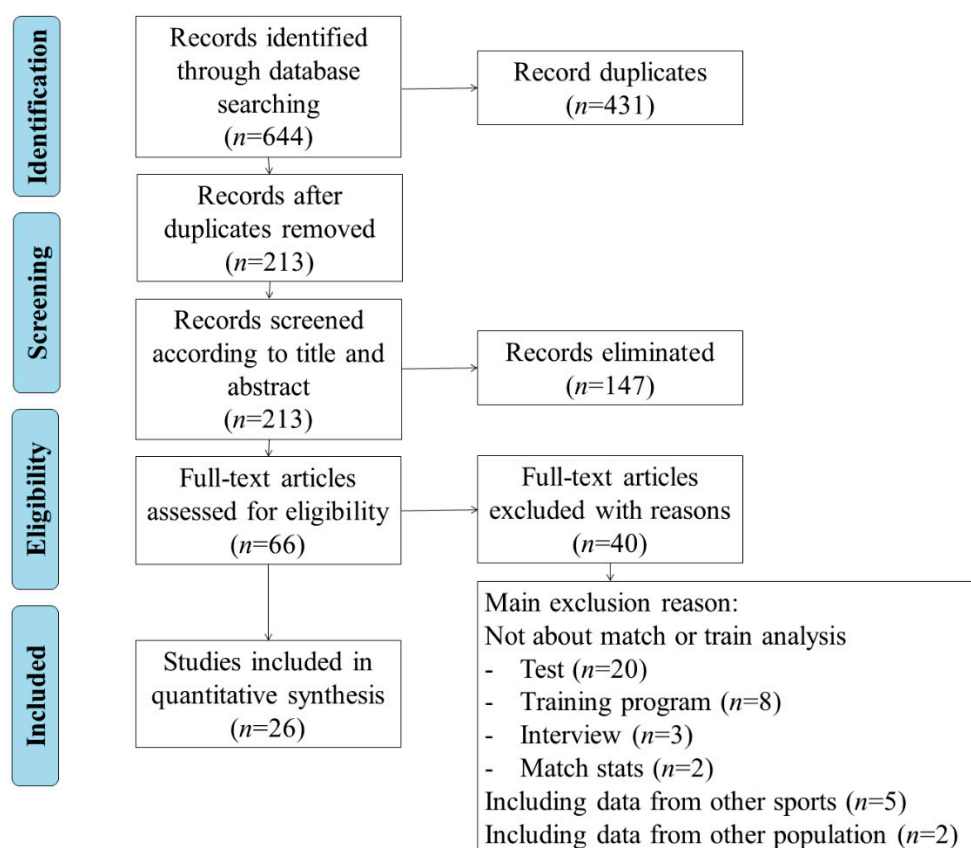 Identification
Records identified
through database
searching
(n=644)
Record duplicates
(n=431)
Records after
duplicates removed
(n=213)
Screening
Records screened
according to title and
abstract
(n=213)
Records eliminated
(n=147)
Eligibility
Full-text articles
assessed for eligibility
(n=66)
Full-text articles
excluded with reasons
(n=40)
Included
Studies included in
quantitative synthesis
(n=26)
Main exclusion reason:
Not about match or train analysis
- Test (n=20)
- Training program (n=8)
- Interview (n=3)
- Match stats (n=2)
Including data from other sports (n=5)
Including data from other population (n=2)